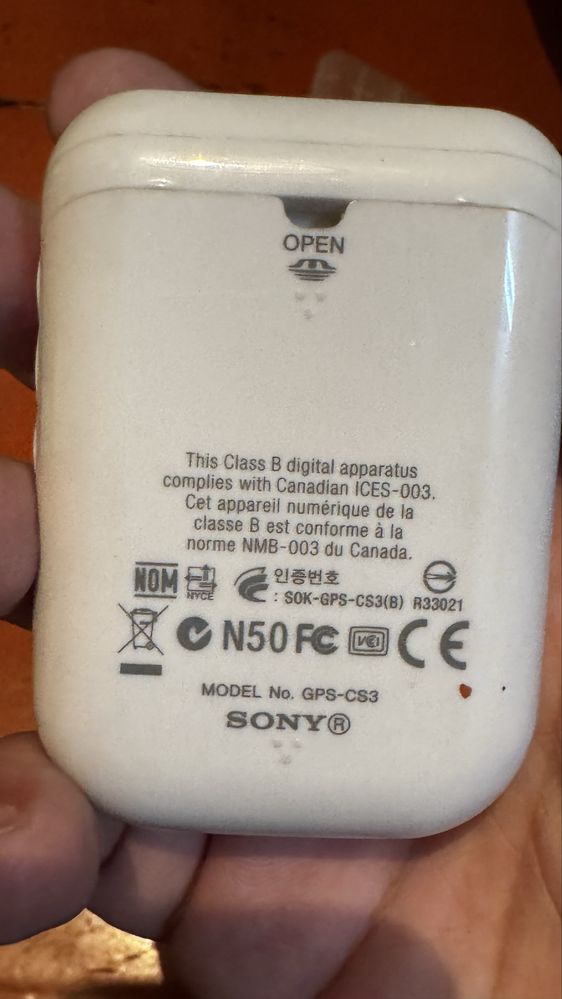 OPEN
This Class B digital apparatus
complies with Canadian ICES-003.
Cet appareil numérique de la
classe B est conforme à la
norme NMB-003 du Canada.
NOM NYCE 인증번호
: SOK-GPS-CS3(B) R33021
N50 FC VCI CE
MODEL No. GPS-CS3
SONY®